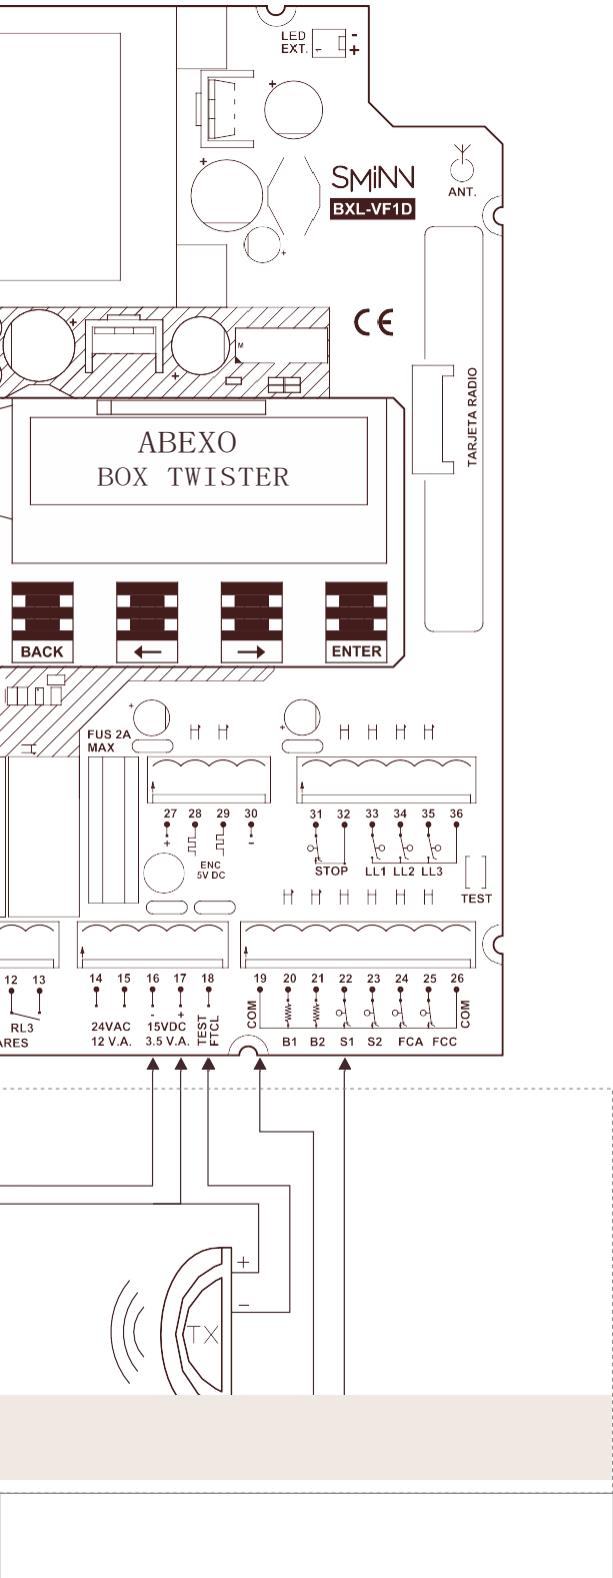 LED
EXT.
-
+
SMiNN
BXL-VF1D
ANT.
CE
M
TARJETA RADIO
ABEXO
BOX TWISTER
BACK
ENTER
FUS 2A
MAX
27 28 29 30
+ -
ENC
5V DC
31 32 33 34 35 36
STOP LL1 LL2 LL3
TEST
12 13
RL3
ARES
14 15 16 17 18
- +
24VAC 15VDC
12 V.A. 3.5 V.A.
TEST
FTCL
19 20 21 22 23 24 25 26
COM
COM
B1 B2 S1 S2 FCA FCC
+
-
TX